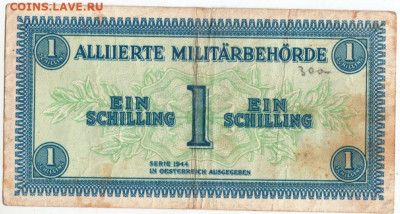 COINS.LAVE.RU
1 1
ALLIIERTE MILITÄRBEHÖRDE
300
EIN 1 EIN
SCHILLING SCHILLING
SERIE 1944
IN OESTERREICH AUSGEGEBEN
1 1